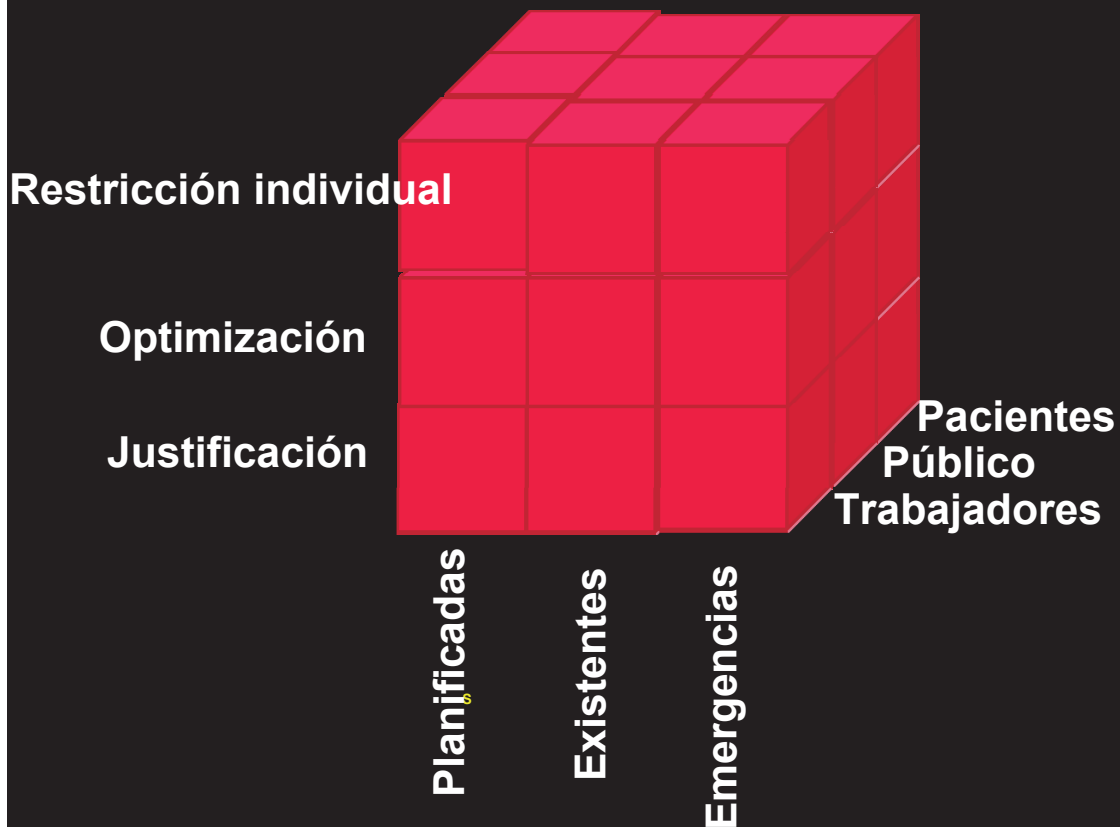 Restricción individual
Optimización
Justificación
Pacientes
Público
Trabajadores
Planificadas
s
Existentes
Emergencias